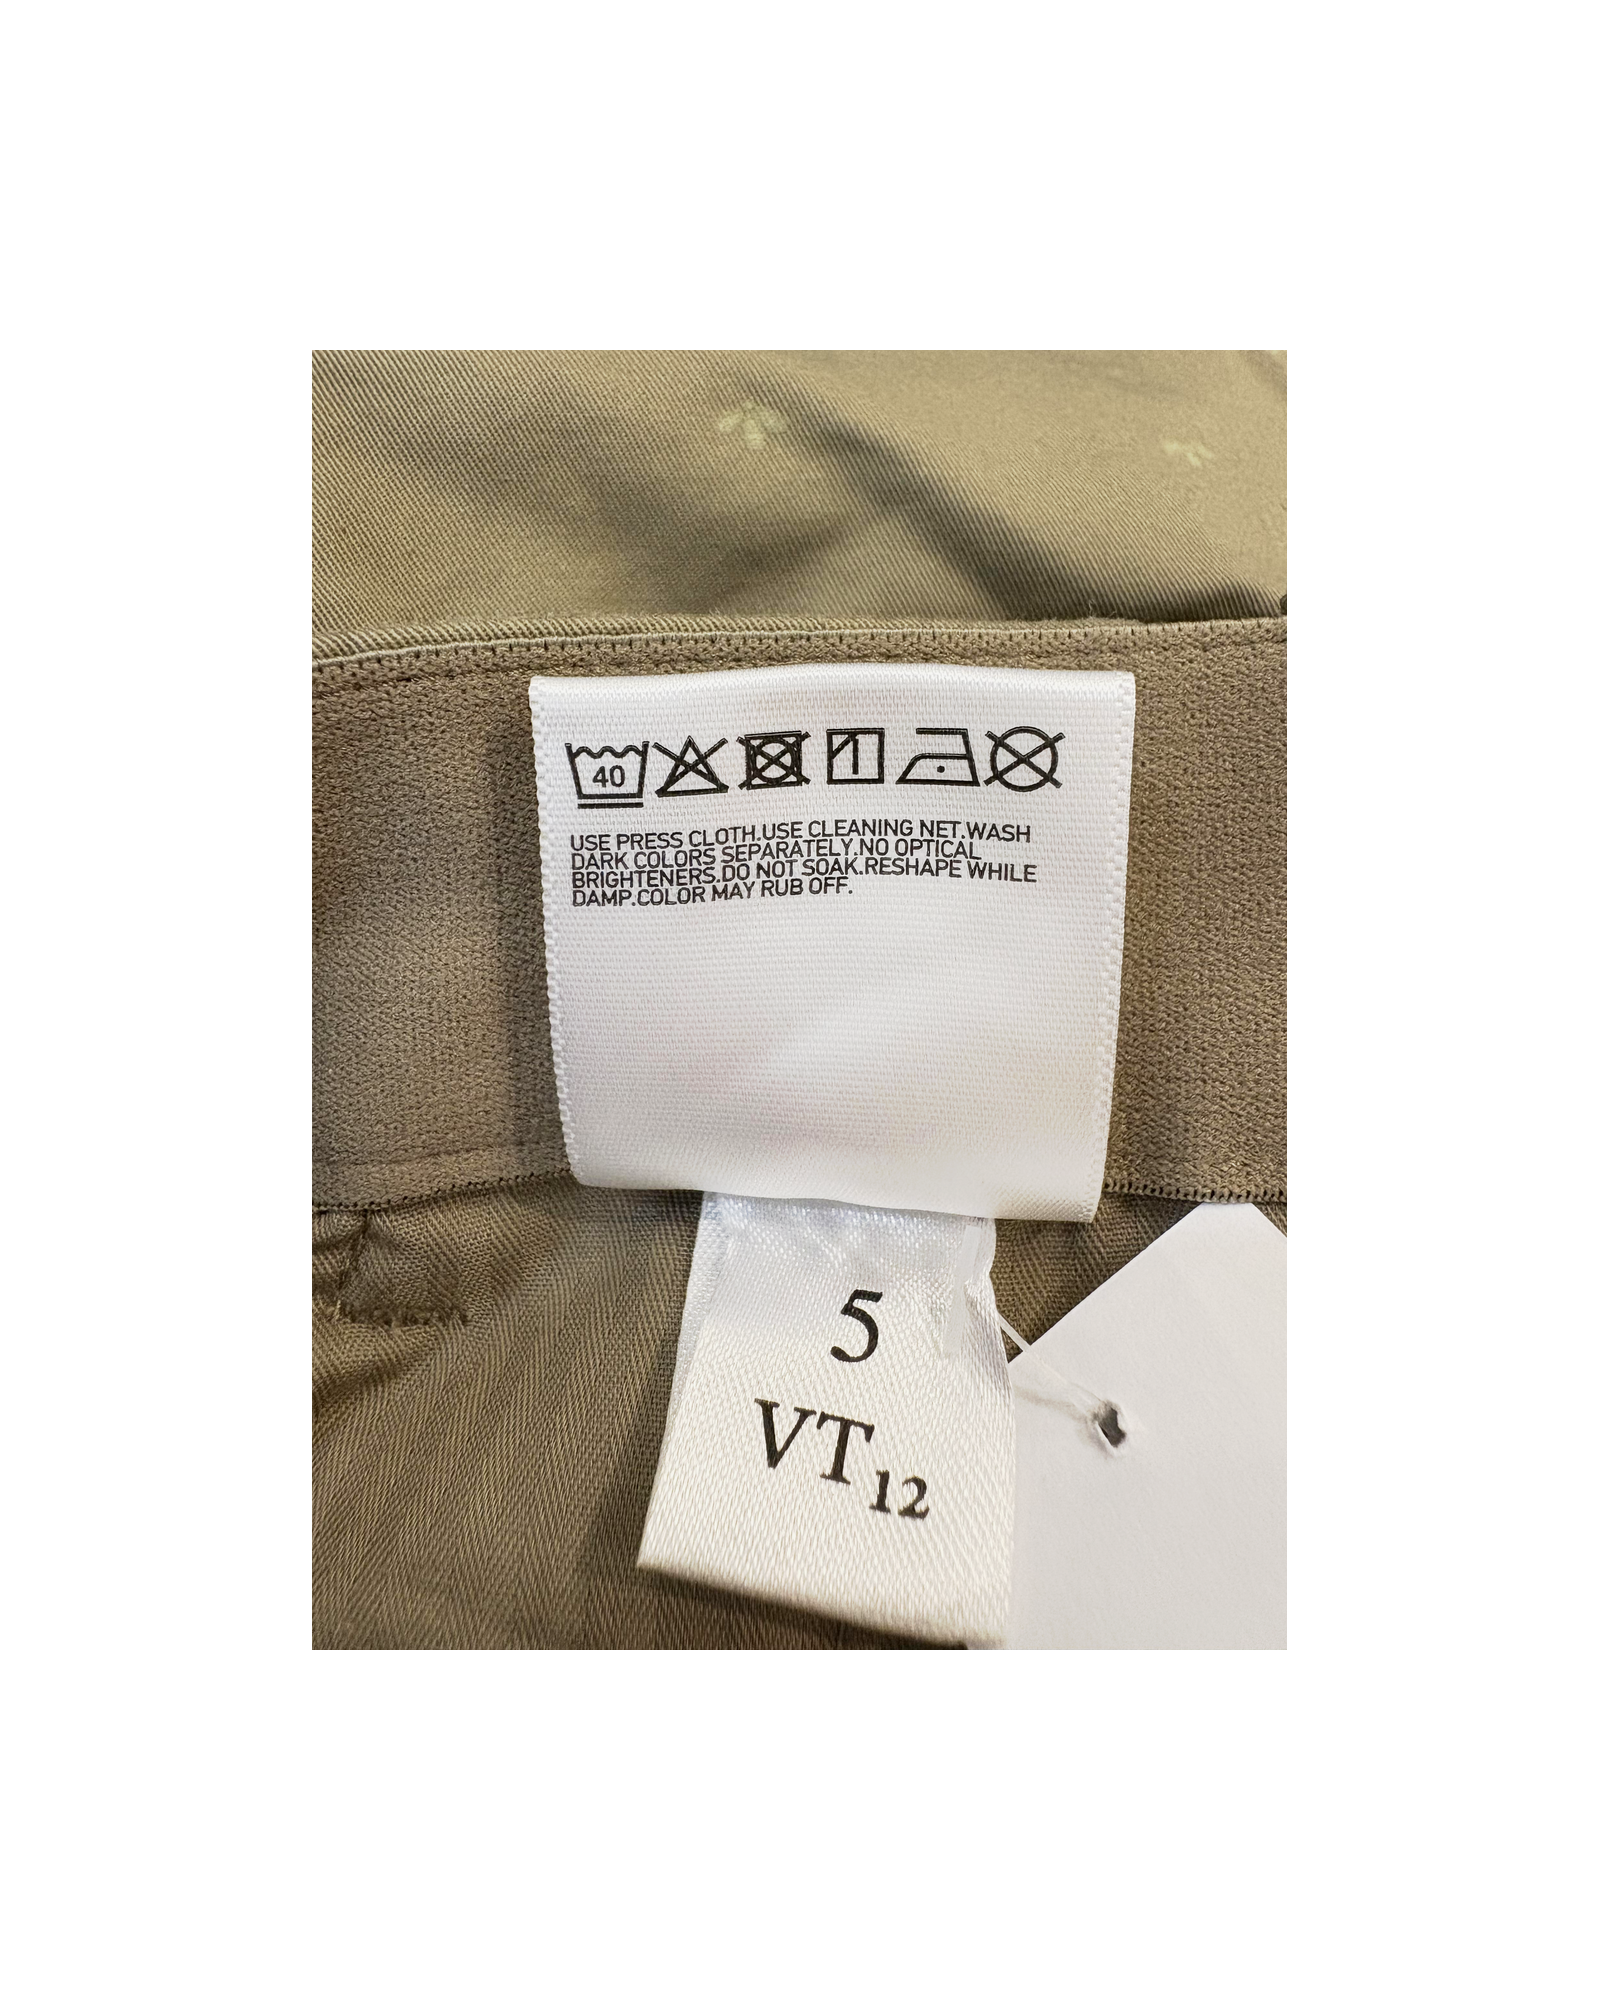 40
USE PRESS CLOTH.USE CLEANING NET.WASH
DARK COLORS SEPARATELY.NO OPTICAL
BRIGHTENERS.DO NOT SOAK.RESHAPE WHILE
DAMP.COLOR MAY RUB OFF.
5
VT12